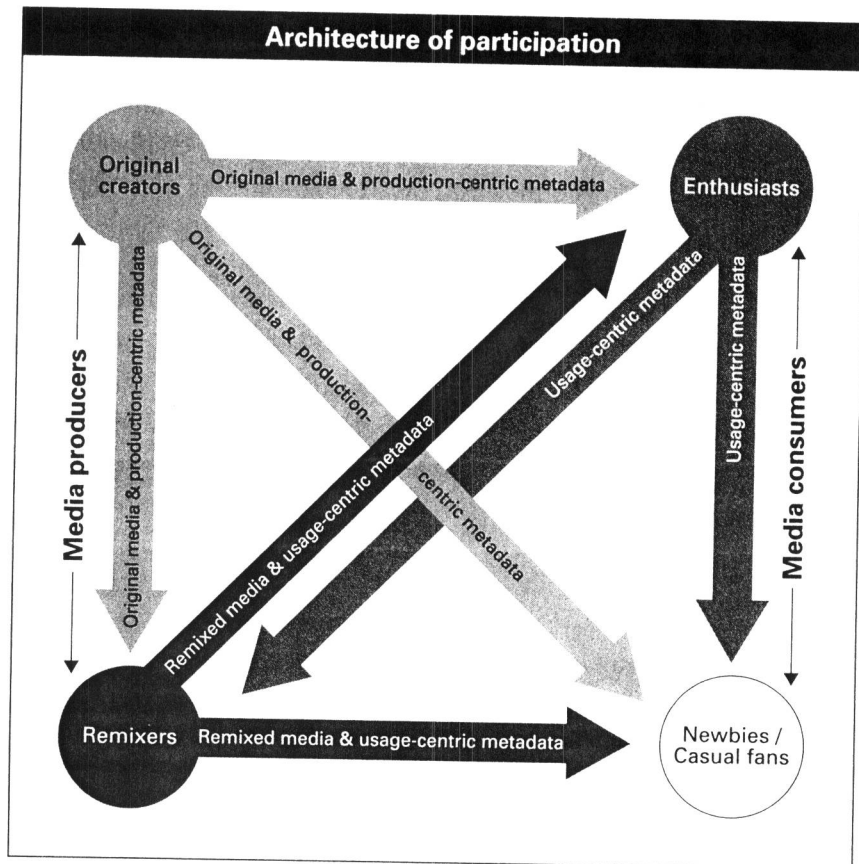 Architecture of participation
Original
creators
Original media & production-centric metadata
Enthusiasts
Original media & production-
centric metadata
Original media & production-centric metadata
Media producers
Remixed media & usage-centric metadata
Usage-centric metadata
Usage-centric metadata
Media consumers
Remixers
Remixed media & usage-centric metadata
Newbies /
Casual fans